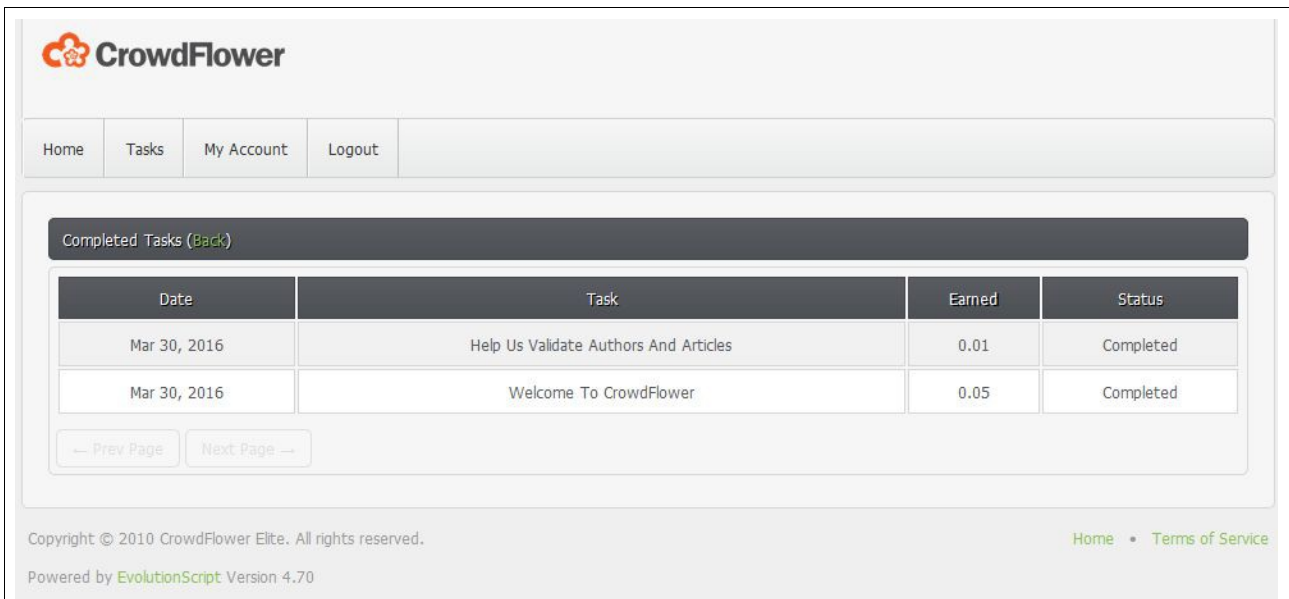 CrowdFlower
Home Tasks My Account Logout
Completed Tasks (Back)
Date Task Earned Status
Mar 30, 2016 Help Us Validate Authors And Articles 0.01 Completed
Mar 30, 2016 Welcome To CrowdFlower 0.05 Completed
← Prev Page Next Page →
Copyright © 2010 CrowdFlower Elite. All rights reserved. Home • Terms of Service
Powered by EvolutionScript Version 4.70